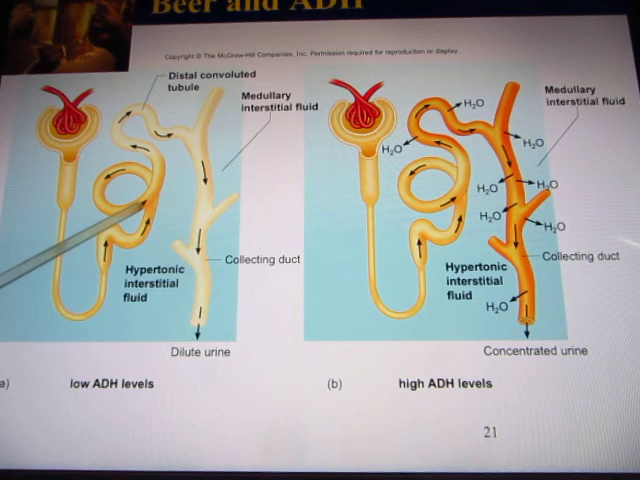 Beer and ADH
Copyright © The McGraw-Hill Companies, Inc. Permission required for reproduction or display.
Distal convoluted
tubule
Medullary
interstitial fluid
Collecting duct
Hypertonic
interstitial
fluid
Dilute urine
a)
low ADH levels
H₂O
H₂O
Medullary
interstitial fluid
H₂O
H₂O
H₂O
H₂O
H₂O
Collecting duct
Hypertonic
interstitial
fluid
H₂O
Concentrated urine
(b)
high ADH levels
21